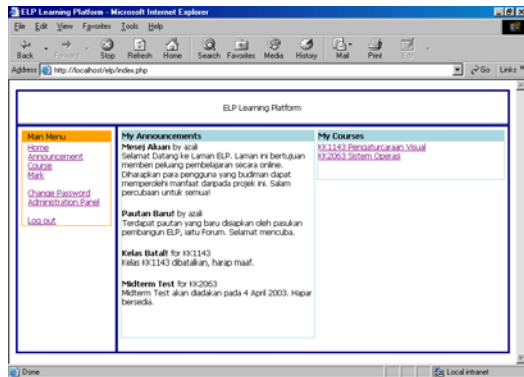 ELP Learning Platform - Microsoft Internet Explorer
File Edit View Favorites Tools Help
Back Forward Stop Refresh Home Search Favorites Media History Mail Print Edit
Address http://localhost/elp/index.php Go Links
ELP Learning Platform
Main Menu
Home
Announcement
Course
Mark
Change Password
Administration Panel
Log out
My Announcements
Mesej Aluan by azali
Selamat Datang ke Laman ELP. Laman ini bertujuan
memberi peluang pembelajaran secara online.
Diharapkan para pengguna yang budiman dapat
memperolehi manfaat daripada projek ini. Salam
percubaan untuk semua!
Pautan Baru! by azali
Terdapat pautan yang baru disiapkan oleh pasukan
pembangun ELP, iaitu Forum. Selamat mencuba.
Kelas Batal! for KK1143
Kelas KK1143 dibatalkan, harap maaf.
Midterm Test for KK2063
Midterm Test akan diadakan pada 4 April 2003. Hapar
bersedia.
My Courses
KK1143 Pengaturcaraan Visual
KK2063 Sistem Operasi
Done Local intranet